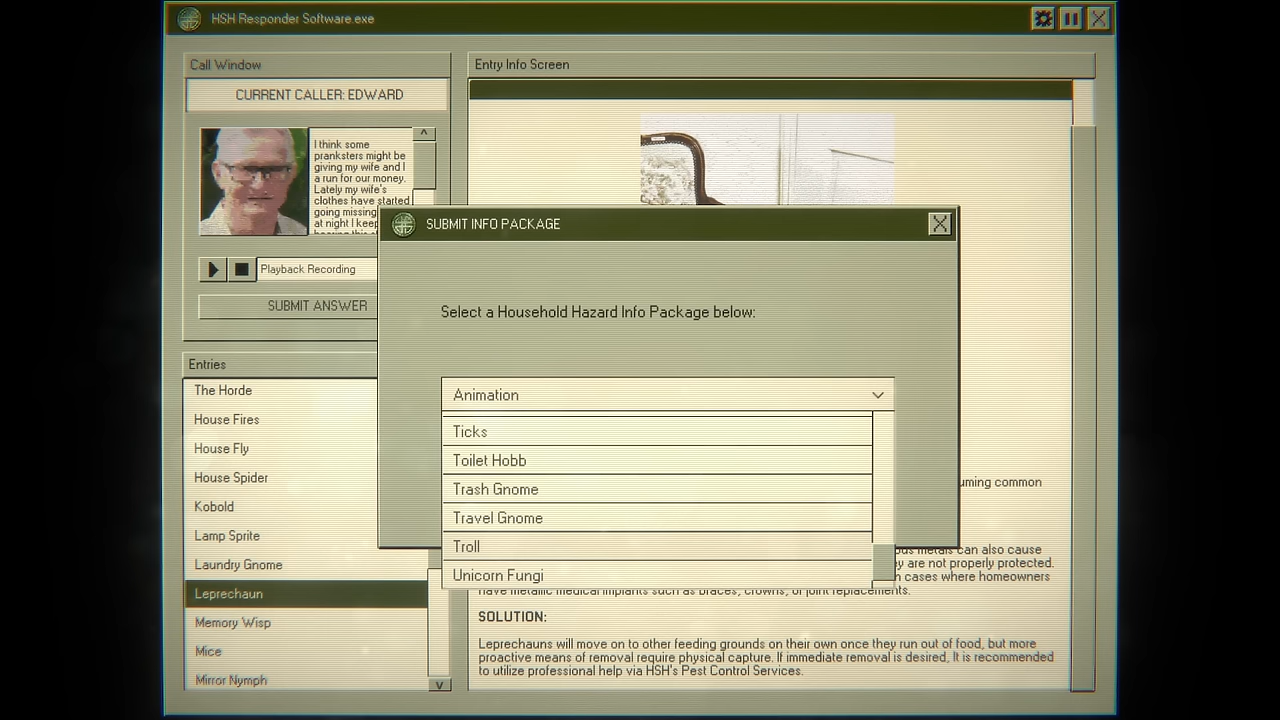 HSH Responder Software.exe
Call Window
CURRENT CALLER: EDWARD
I think some
pranksters might be
giving my wife and I
a run for our money.
Lately my wife's
clothes have started
going missing
at night I keep
Playback Recording
SUBMIT ANSWER
Entries
The Horde
House Fires
House Fly
House Spider
Kobold
Lamp Sprite
Laundry Gnome
Leprechaun
Memory Wisp
Mice
Mirror Nymph
Entry Info Screen
SUBMIT INFO PACKAGE
Select a Household Hazard Info Package below:
Animation
Ticks
Toilet Hobb
Trash Gnome
Travel Gnome
Troll
Unicorn Fungi
common
metals can also cause
are not properly protected.
cases where homeowners
have metallic medical implants such as braces, crowns, or joint replacements.
SOLUTION:
Leprechauns will move on to other feeding grounds on their own once they run out of food, but more
proactive means of removal require physical capture. If immediate removal is desired, It is recommended
to utilize professional help via HSH's Pest Control Services.